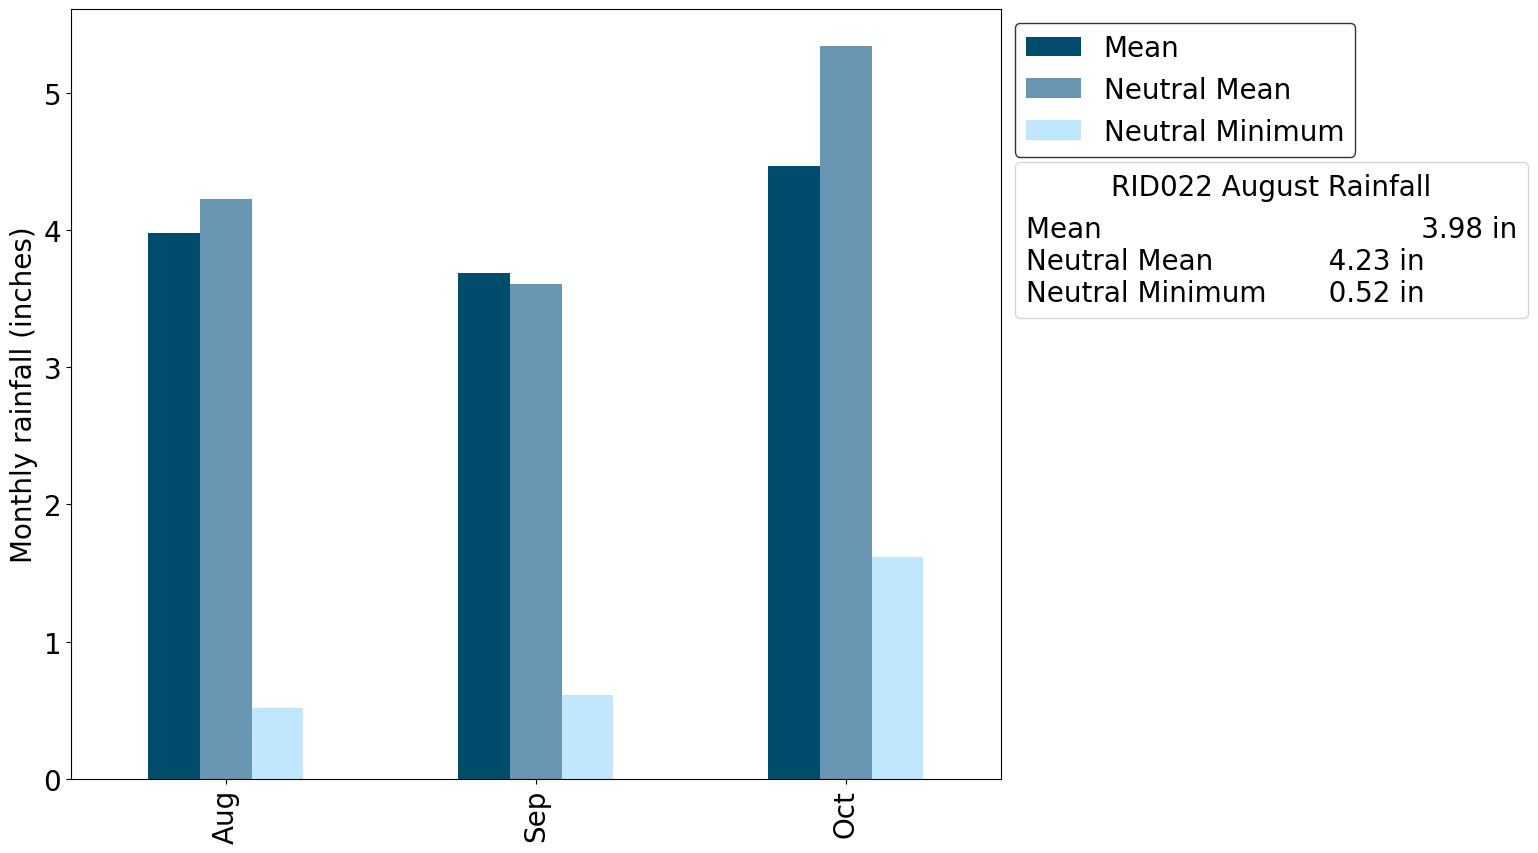 Monthly rainfall (inches)
5
4
3
2
1
0
Aug
Sep
Oct
Mean
Neutral Mean
Neutral Minimum
RID022 August Rainfall
Mean 3.98 in
Neutral Mean 4.23 in
Neutral Minimum 0.52 in